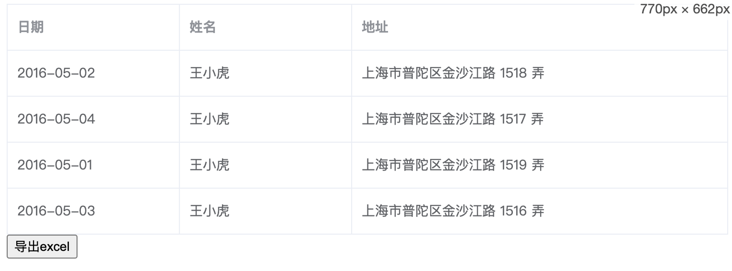 770px × 662px
日期 姓名 地址
2016-05-02 王小虎 上海市普陀区金沙江路 1518 弄
2016-05-04 王小虎 上海市普陀区金沙江路 1517 弄
2016-05-01 王小虎 上海市普陀区金沙江路 1519 弄
2016-05-03 王小虎 上海市普陀区金沙江路 1516 弄
导出excel